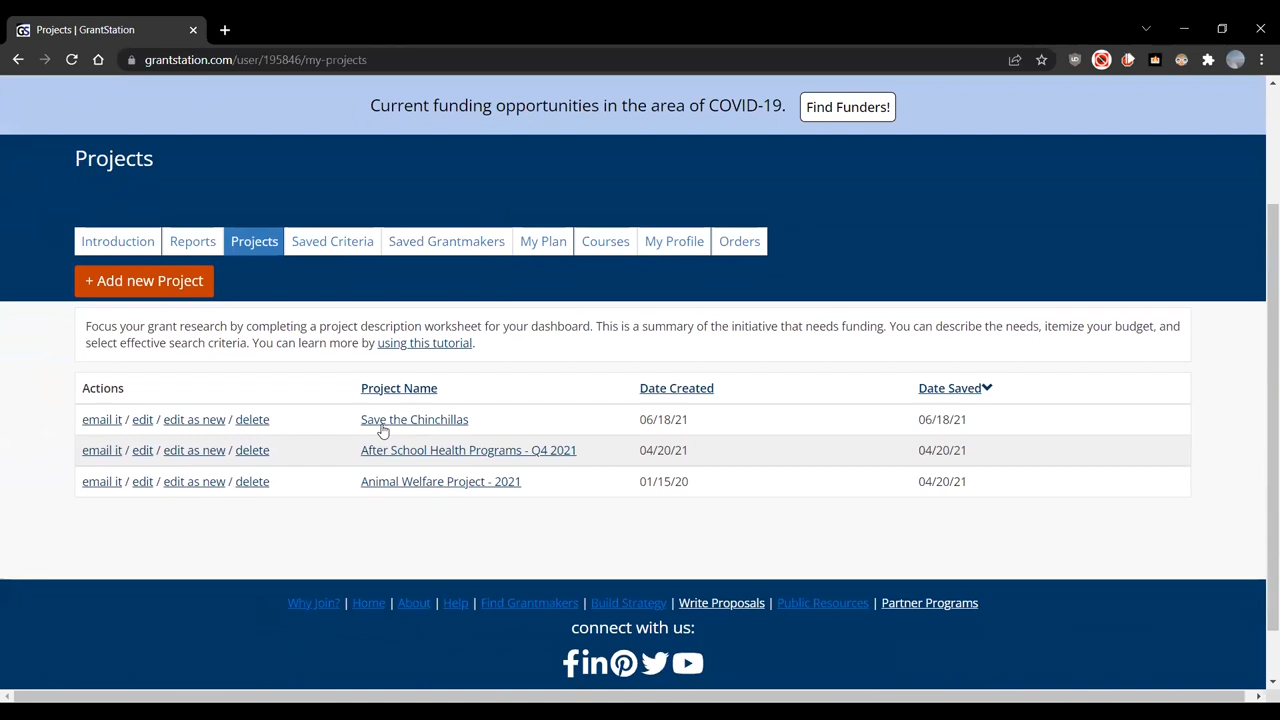 Projects | GrantStation
grantstation.com/user/195846/my-projects
Current funding opportunities in the area of COVID-19. Find Funders!
Projects
Introduction Reports Projects Saved Criteria Saved Grantmakers My Plan Courses My Profile Orders
+ Add new Project
Focus your grant research by completing a project description worksheet for your dashboard. This is a summary of the initiative that needs funding. You can describe the needs, itemize your budget, and
select effective search criteria. You can learn more by using this tutorial.
Actions Project Name Date Created Date Saved
email it / edit / edit as new / delete Save the Chinchillas 06/18/21 06/18/21
email it / edit / edit as new / delete After School Health Programs - Q4 2021 04/20/21 04/20/21
email it / edit / edit as new / delete Animal Welfare Project - 2021 01/15/20 04/20/21
Why Join? | Home | About | Help | Find Grantmakers | Build Strategy | Write Proposals | Public Resources | Partner Programs
connect with us: